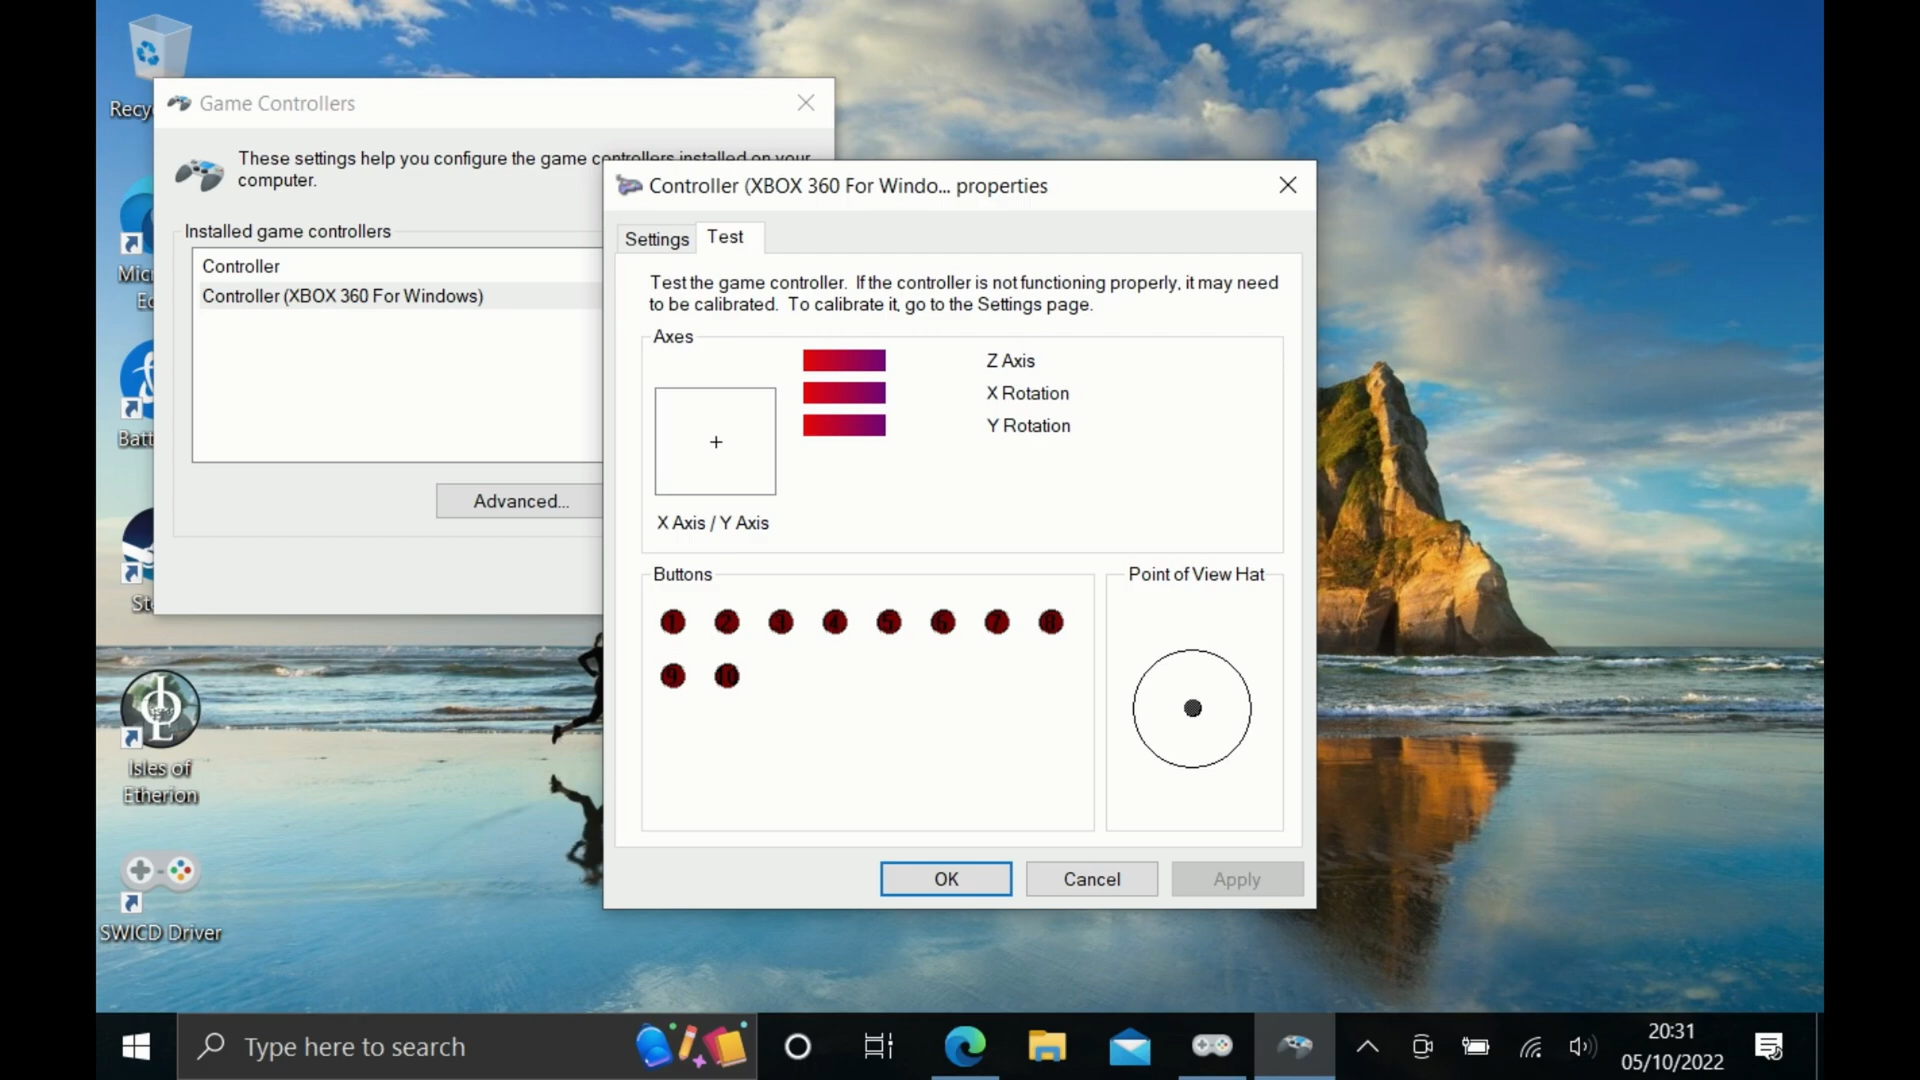 Recy
Game Controllers
These settings help you configure the game controllers installed on your
computer.
Installed game controllers
Controller
Controller (XBOX 360 For Windows)
Advanced...
Mic
Ec
Batt
St
Isles of
Etherion
SWICD Driver
Controller (XBOX 360 For Windo... properties
Settings
Test
Test the game controller. If the controller is not functioning properly, it may need
to be calibrated. To calibrate it, go to the Settings page.
Axes
Z Axis
X Rotation
Y Rotation
X Axis / Y Axis
Buttons
1 2 3 4 5 6 7 8
9 10
Point of View Hat
OK
Cancel
Apply
Type here to search
20:31
05/10/2022